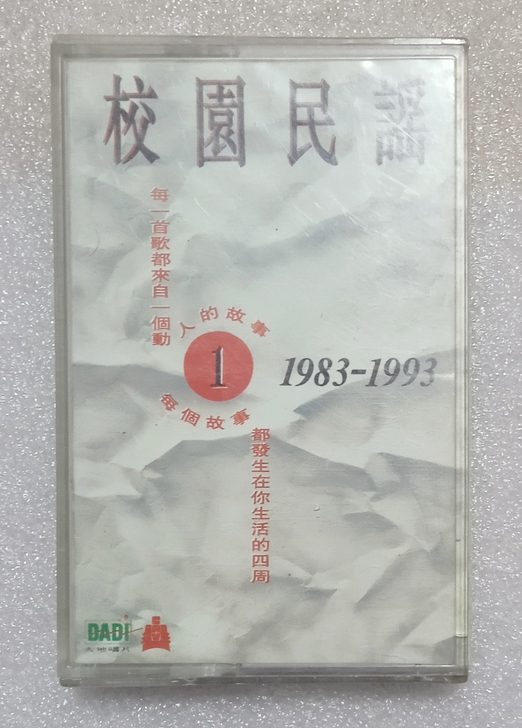 校園民謡
每一首歌都來自一個動
人的故事
1
1983-1993
每個故事
都發生在你生活的四周
DADI
大地唱片